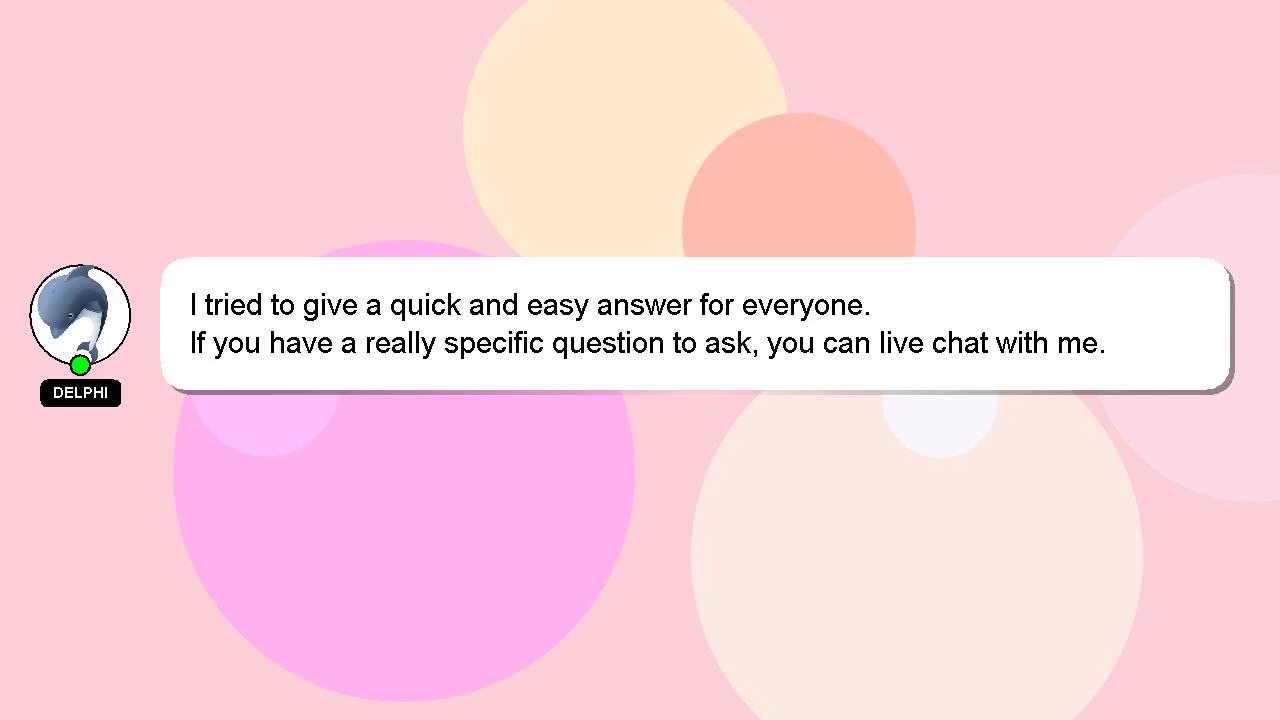 I tried to give a quick and easy answer for everyone.
If you have a really specific question to ask, you can live chat with me.
DELPHI